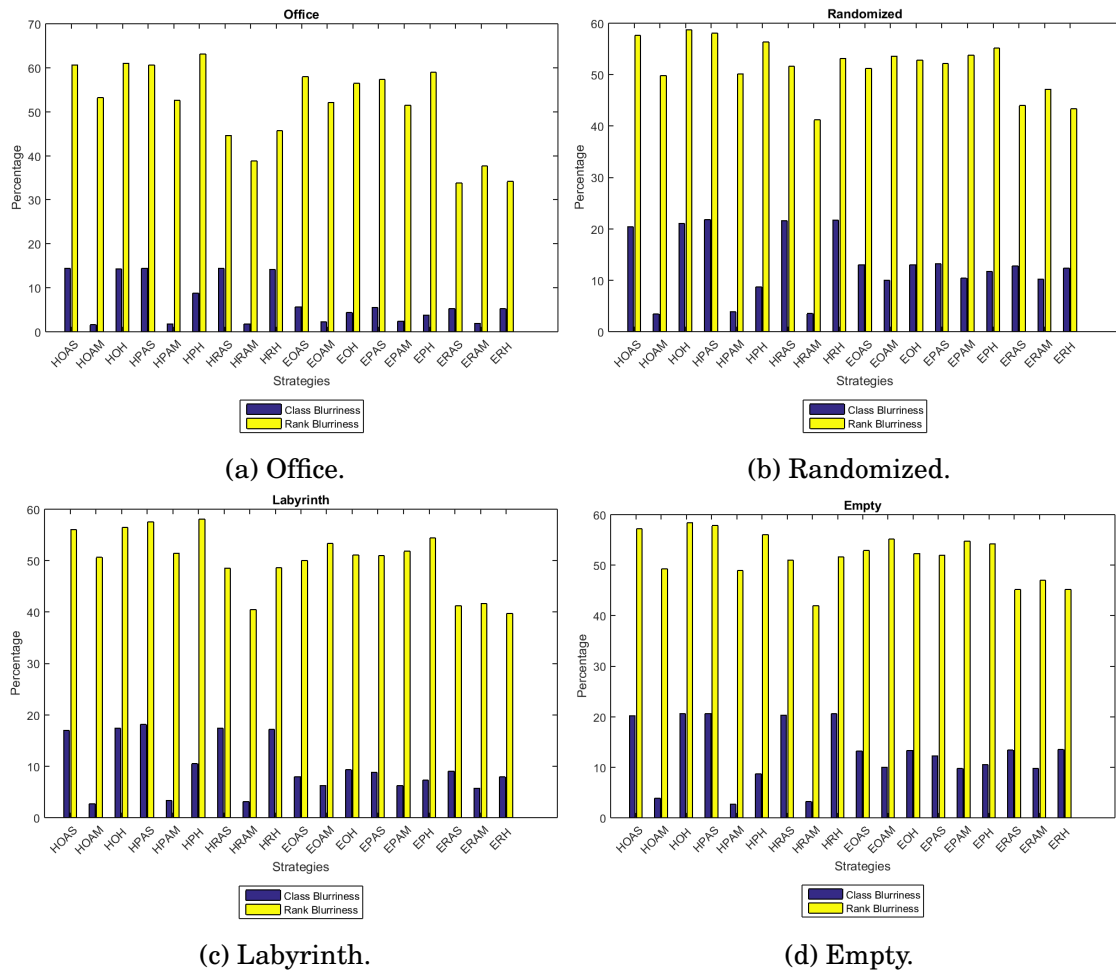 Office
70
60
50
40
30
20
10
0
Percentage
HOAS HOAM HOH HPAS HPAM HPH HRAS HRAM HRH EOAS EOAM EOH EPAS EPAM EPH ERAS ERAM ERH
Strategies
Class Blurriness
Rank Blurriness
(a) Office.
Randomized
60
50
40
30
20
10
0
Percentage
HOAS HOAM HOH HPAS HPAM HPH HRAS HRAM HRH EOAS EOAM EOH EPAS EPAM EPH ERAS ERAM ERH
Strategies
Class Blurriness
Rank Blurriness
(b) Randomized.
Labyrinth
60
50
40
30
20
10
0
Percentage
HOAS HOAM HOH HPAS HPAM HPH HRAS HRAM HRH EOAS EOAM EOH EPAS EPAM EPH ERAS ERAM ERH
Strategies
Class Blurriness
Rank Blurriness
(c) Labyrinth.
Empty
60
50
40
30
20
10
0
Percentage
HOAS HOAM HOH HPAS HPAM HPH HRAS HRAM HRH EOAS EOAM EOH EPAS EPAM EPH ERAS ERAM ERH
Strategies
Class Blurriness
Rank Blurriness
(d) Empty.